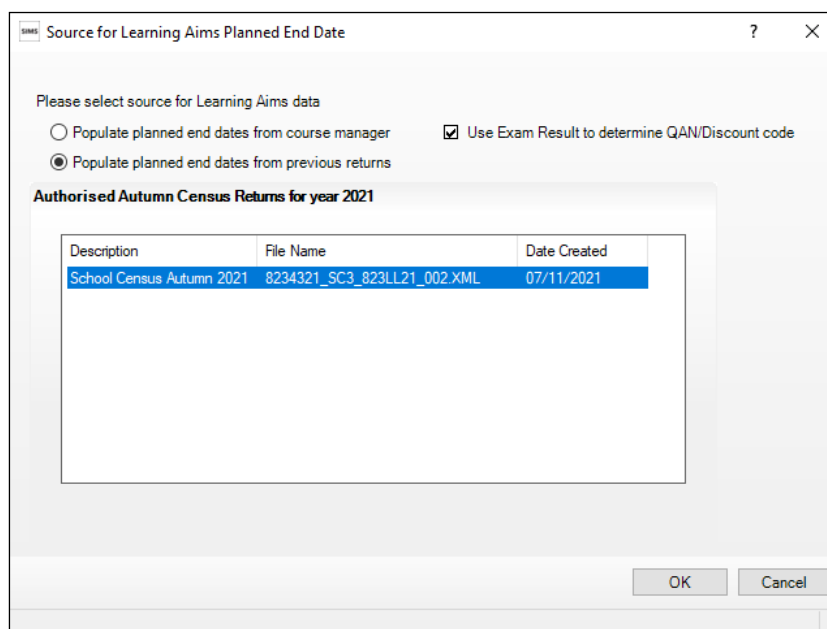 SIMS Source for Learning Aims Planned End Date ?
Please select source for Learning Aims data
Populate planned end dates from course manager Use Exam Result to determine QAN/Discount code
Populate planned end dates from previous returns
Authorised Autumn Census Returns for year 2021
Description File Name Date Created
School Census Autumn 2021 8234321_SC3_823LL21_002.XML 07/11/2021
OK Cancel